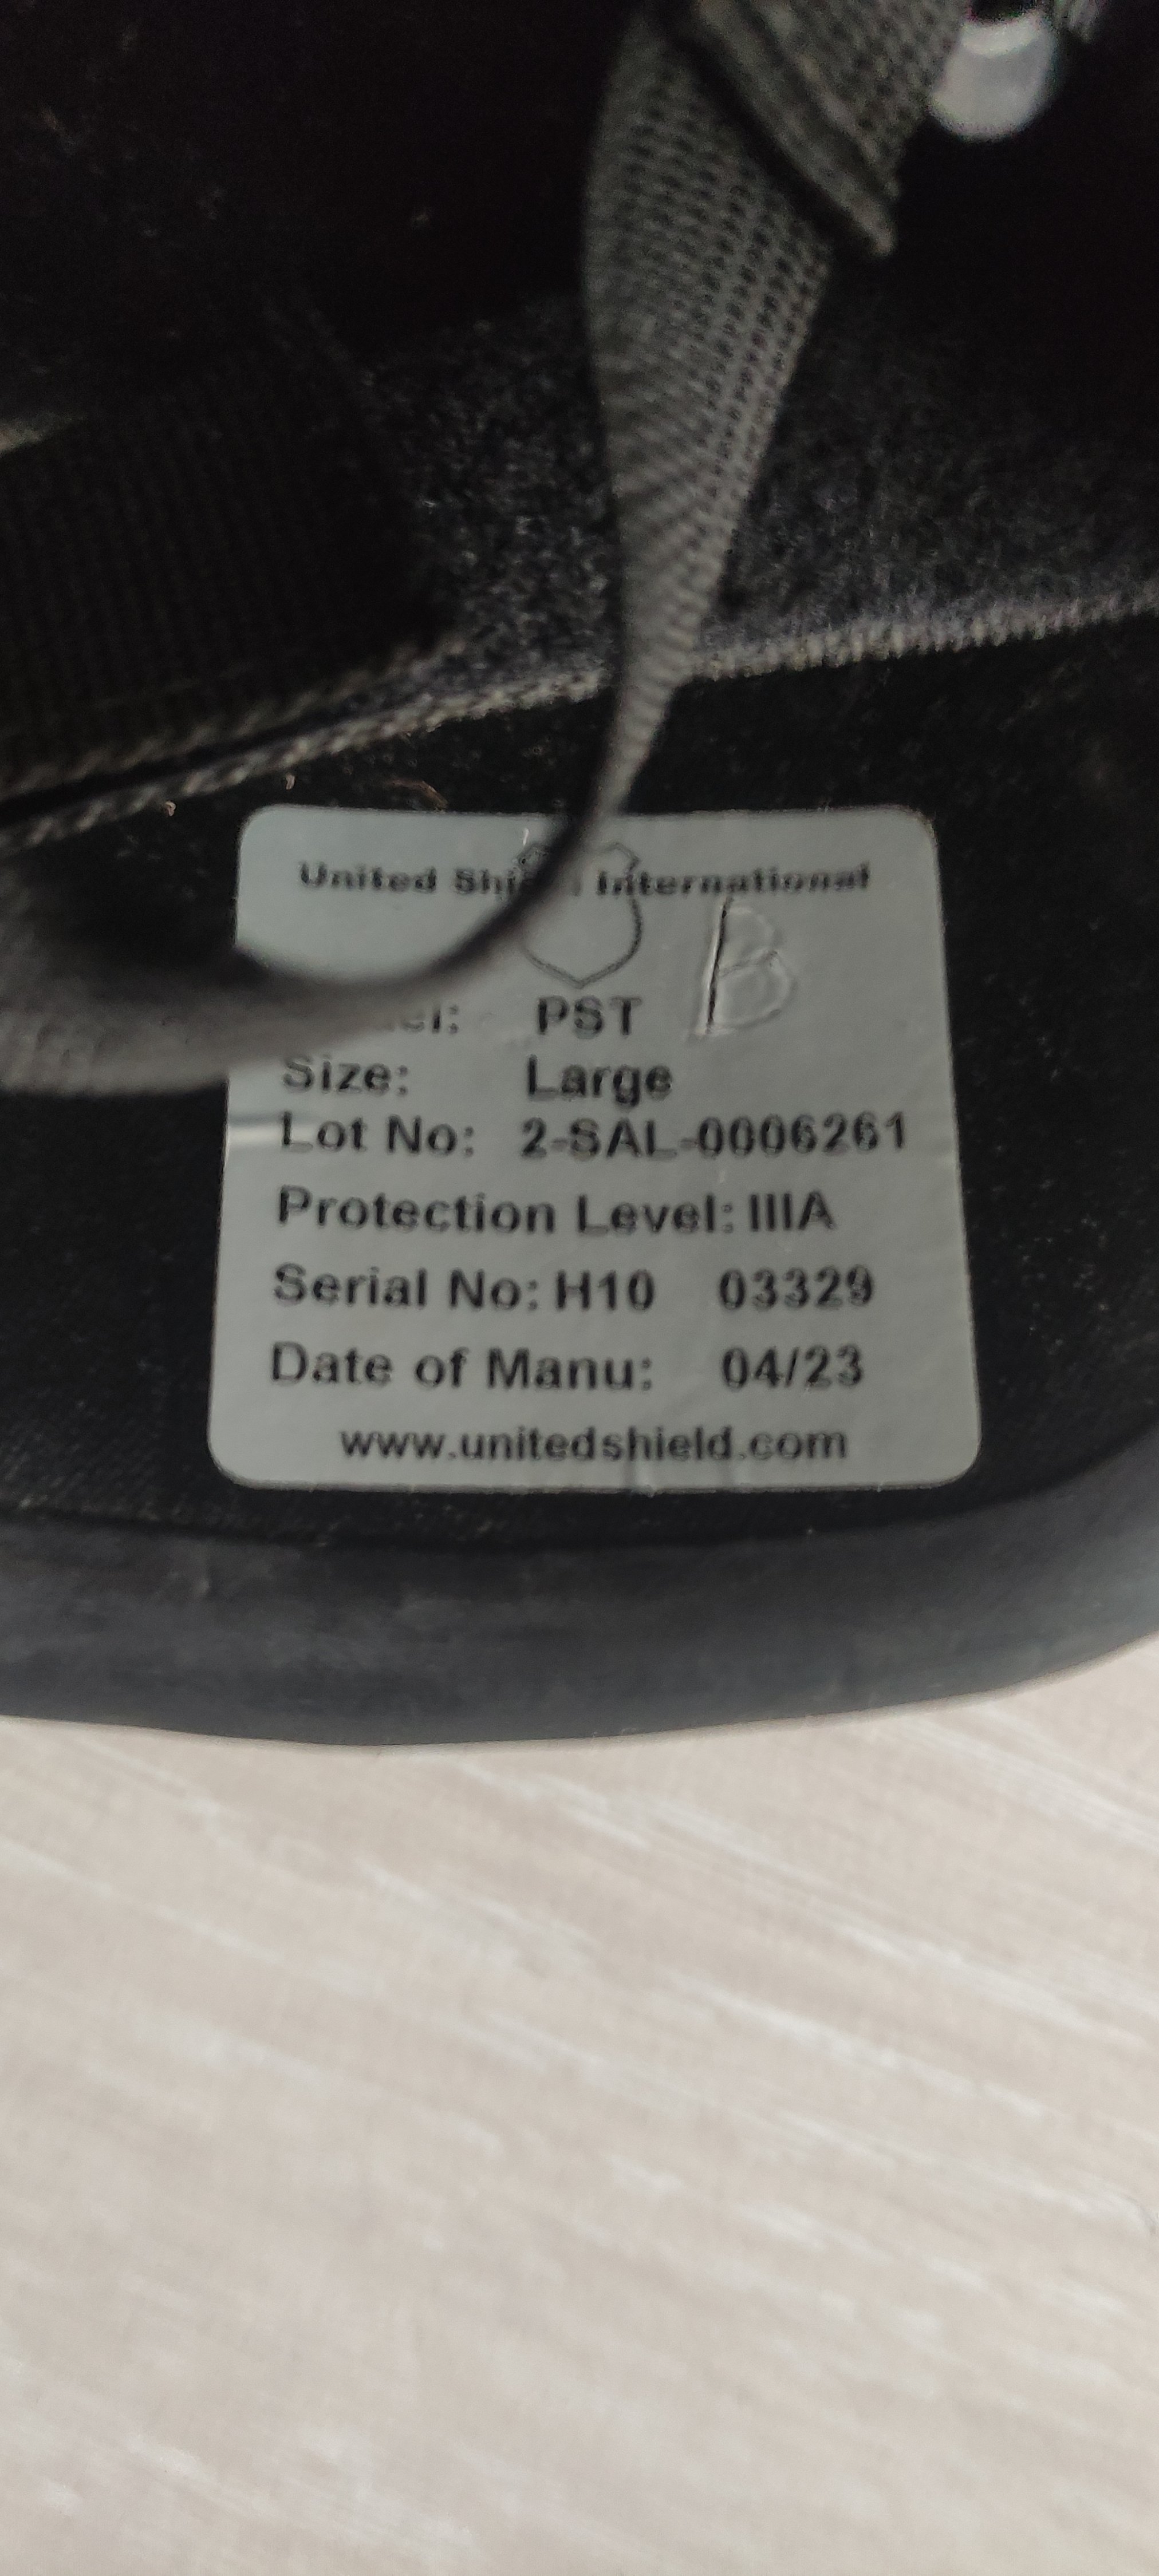 United International
B
PST
Size: Large
Lot No: 2-SAL-0006261
Protection Level: IIIA
Serial No: H10 03329
Date of Manu: 04/23
www.unitedshield.com